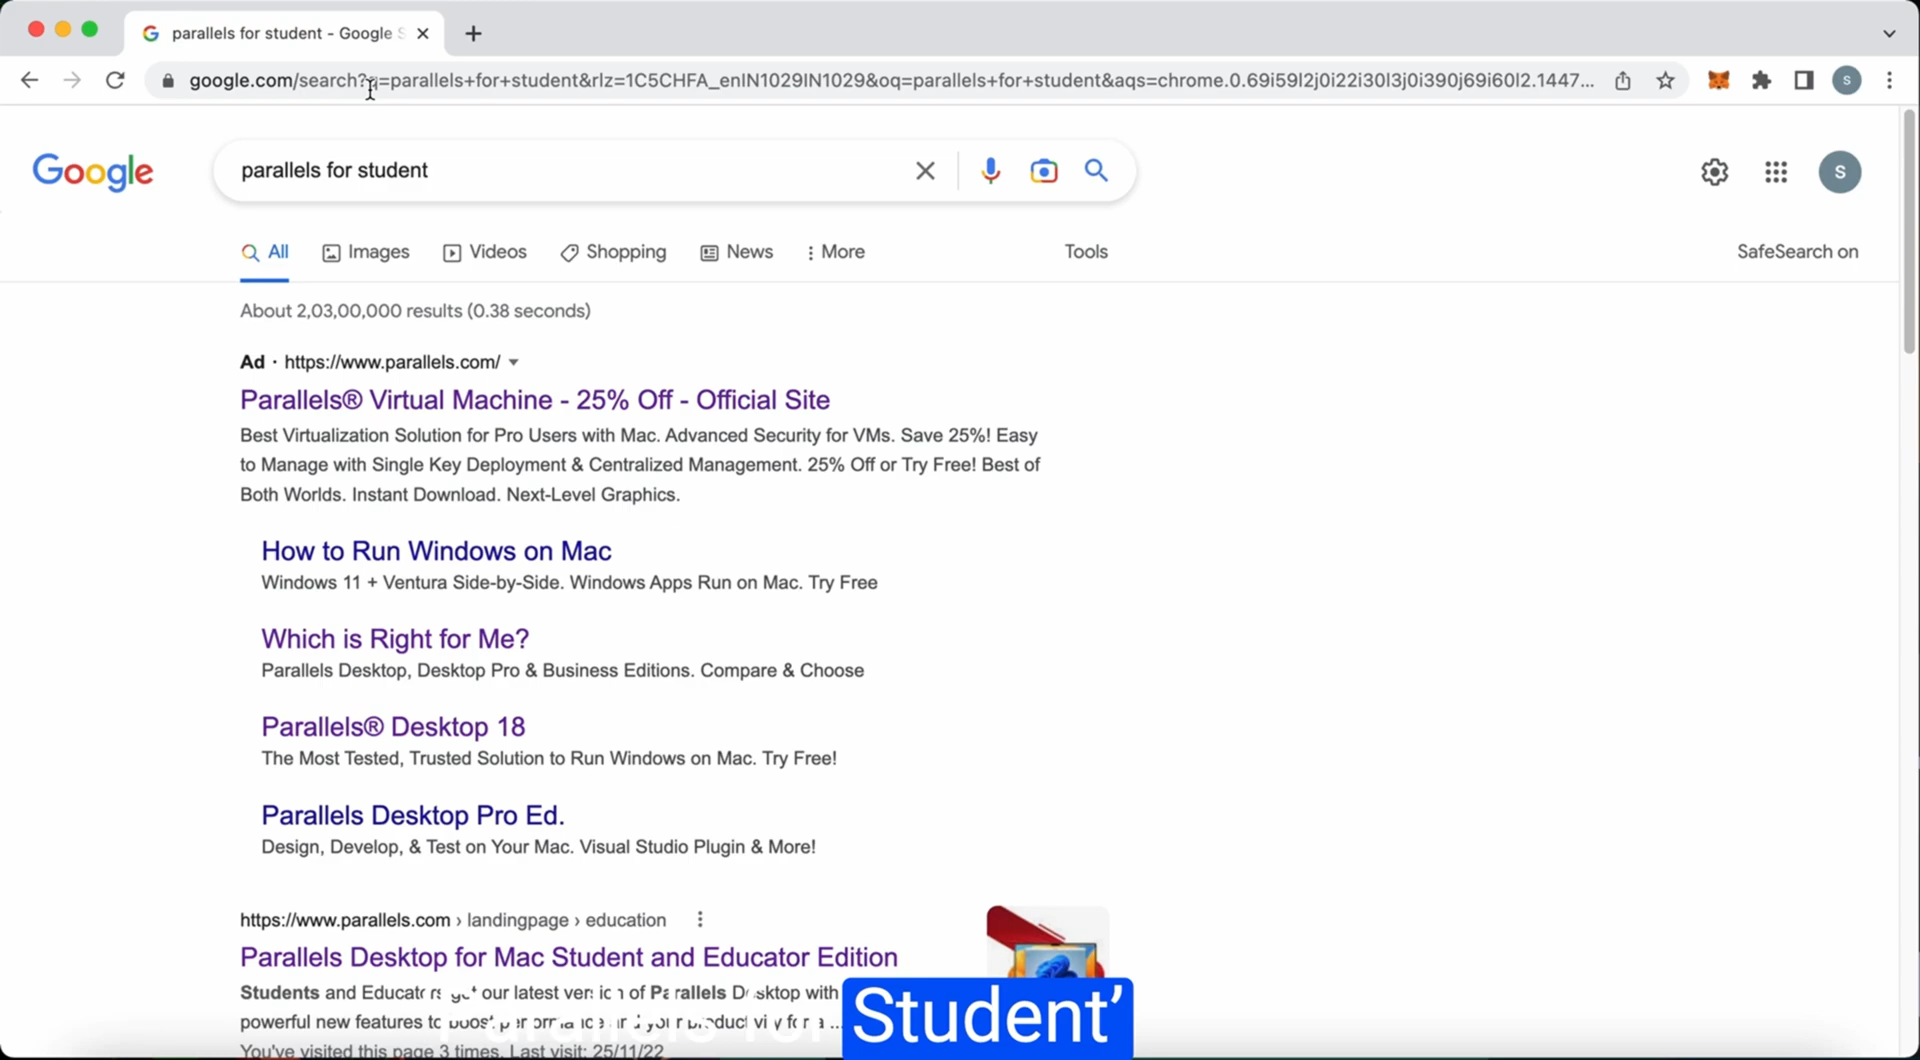 parallels for student - Google S
google.com/search?q=parallels+for+student&rlz=1C5CHFA_enIN1029IN1029&oq=parallels+for+student&aqs=chrome.0.69i59l2j0i22i30l3j0i390j69i60l2.1447...
S
Google
parallels for student
S
All Images Videos Shopping News More Tools SafeSearch on
About 2,03,00,000 results (0.38 seconds)
Ad · https://www.parallels.com/
Parallels® Virtual Machine - 25% Off - Official Site
Best Virtualization Solution for Pro Users with Mac. Advanced Security for VMs. Save 25%! Easy
to Manage with Single Key Deployment & Centralized Management. 25% Off or Try Free! Best of
Both Worlds. Instant Download. Next-Level Graphics.
How to Run Windows on Mac
Windows 11 + Ventura Side-by-Side. Windows Apps Run on Mac. Try Free
Which is Right for Me?
Parallels Desktop, Desktop Pro & Business Editions. Compare & Choose
Parallels® Desktop 18
The Most Tested, Trusted Solution to Run Windows on Mac. Try Free!
Parallels Desktop Pro Ed.
Design, Develop, & Test on Your Mac. Visual Studio Plugin & More!
https://www.parallels.com › landingpage › education
Parallels Desktop for Mac Student and Educator Edition
Students and Educators get our latest version of Parallels Desktop with
powerful new features to boost performance and your productivity for a ...
You've visited this page 3 times. Last visit: 25/11/22
Parallels for Student’